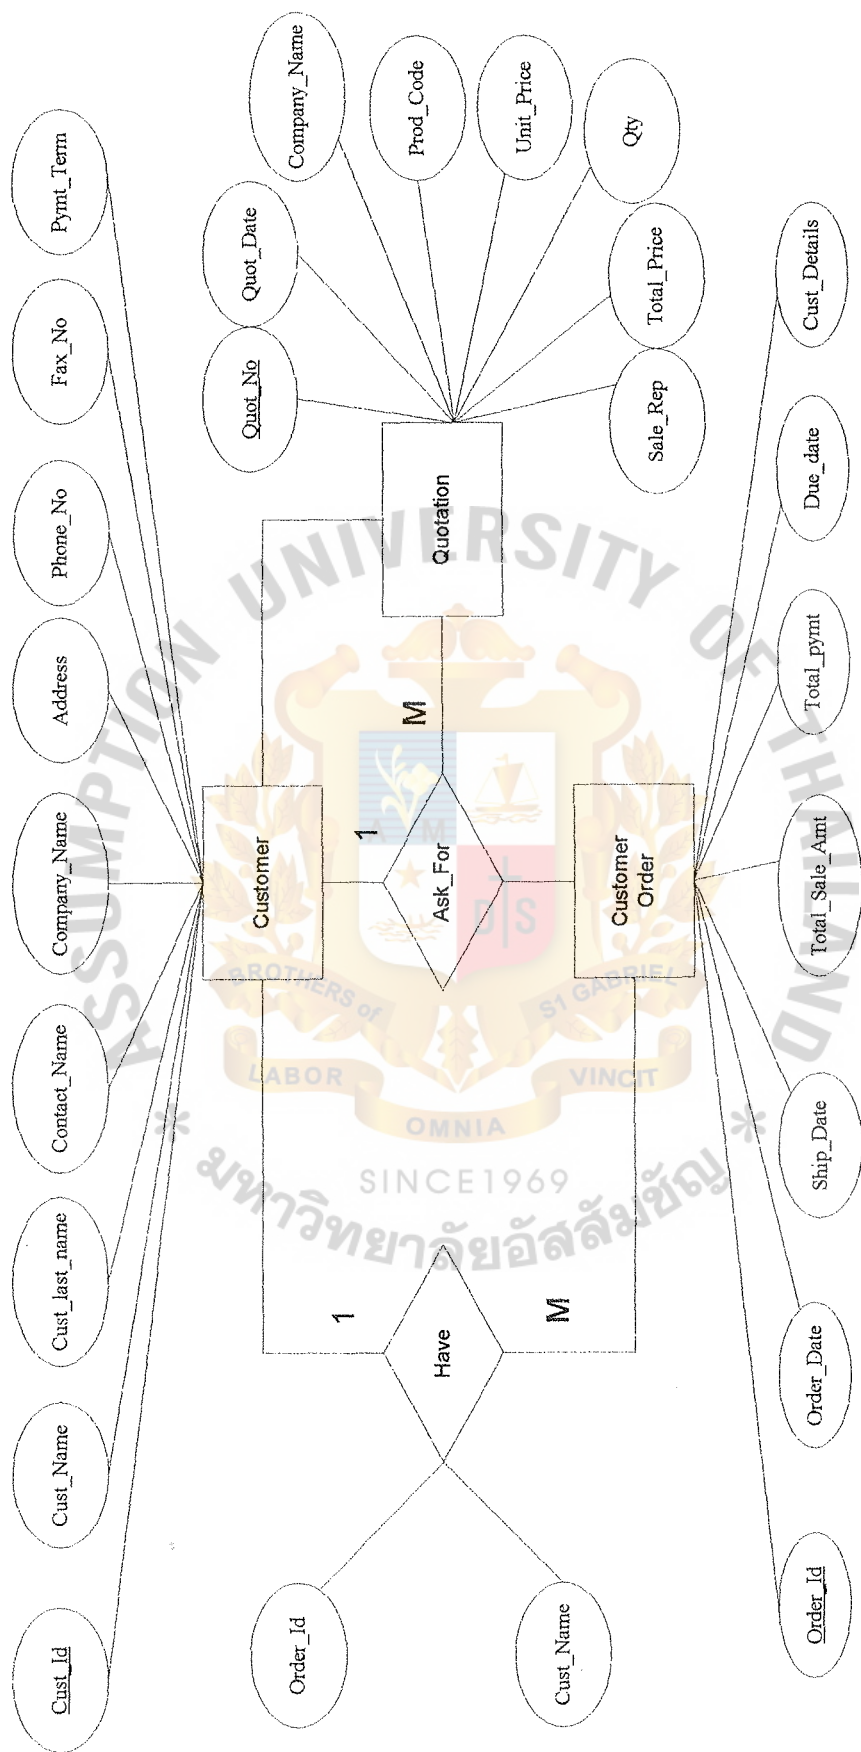 Cust_Id
Cust_Name
Cust_last_name
Contact_Name
Company_Name
Address
Phone_No
Fax_No
Pymt_Term
Customer
Quot_No
Quot_Date
Company_Name
Prod_Code
Unit_Price
Qty
Total_Price
Sale_Rep
Quotation
1
M
Ask_For
1
Have
M
Order_Id
Cust_Name
Customer
Order
Order_Id
Order_Date
Ship_Date
Total_Sale_Amt
Total_pymt
Due_date
Cust_Details
ASSUMPTION UNIVERSITY OF THAILAND
A M
D S
BROTHERS of
S1 GABRIEL
LABOR
OMNIA
VINCIT
SINCE1969
* มหาวิทยาลัยอัสสัมชัญ *